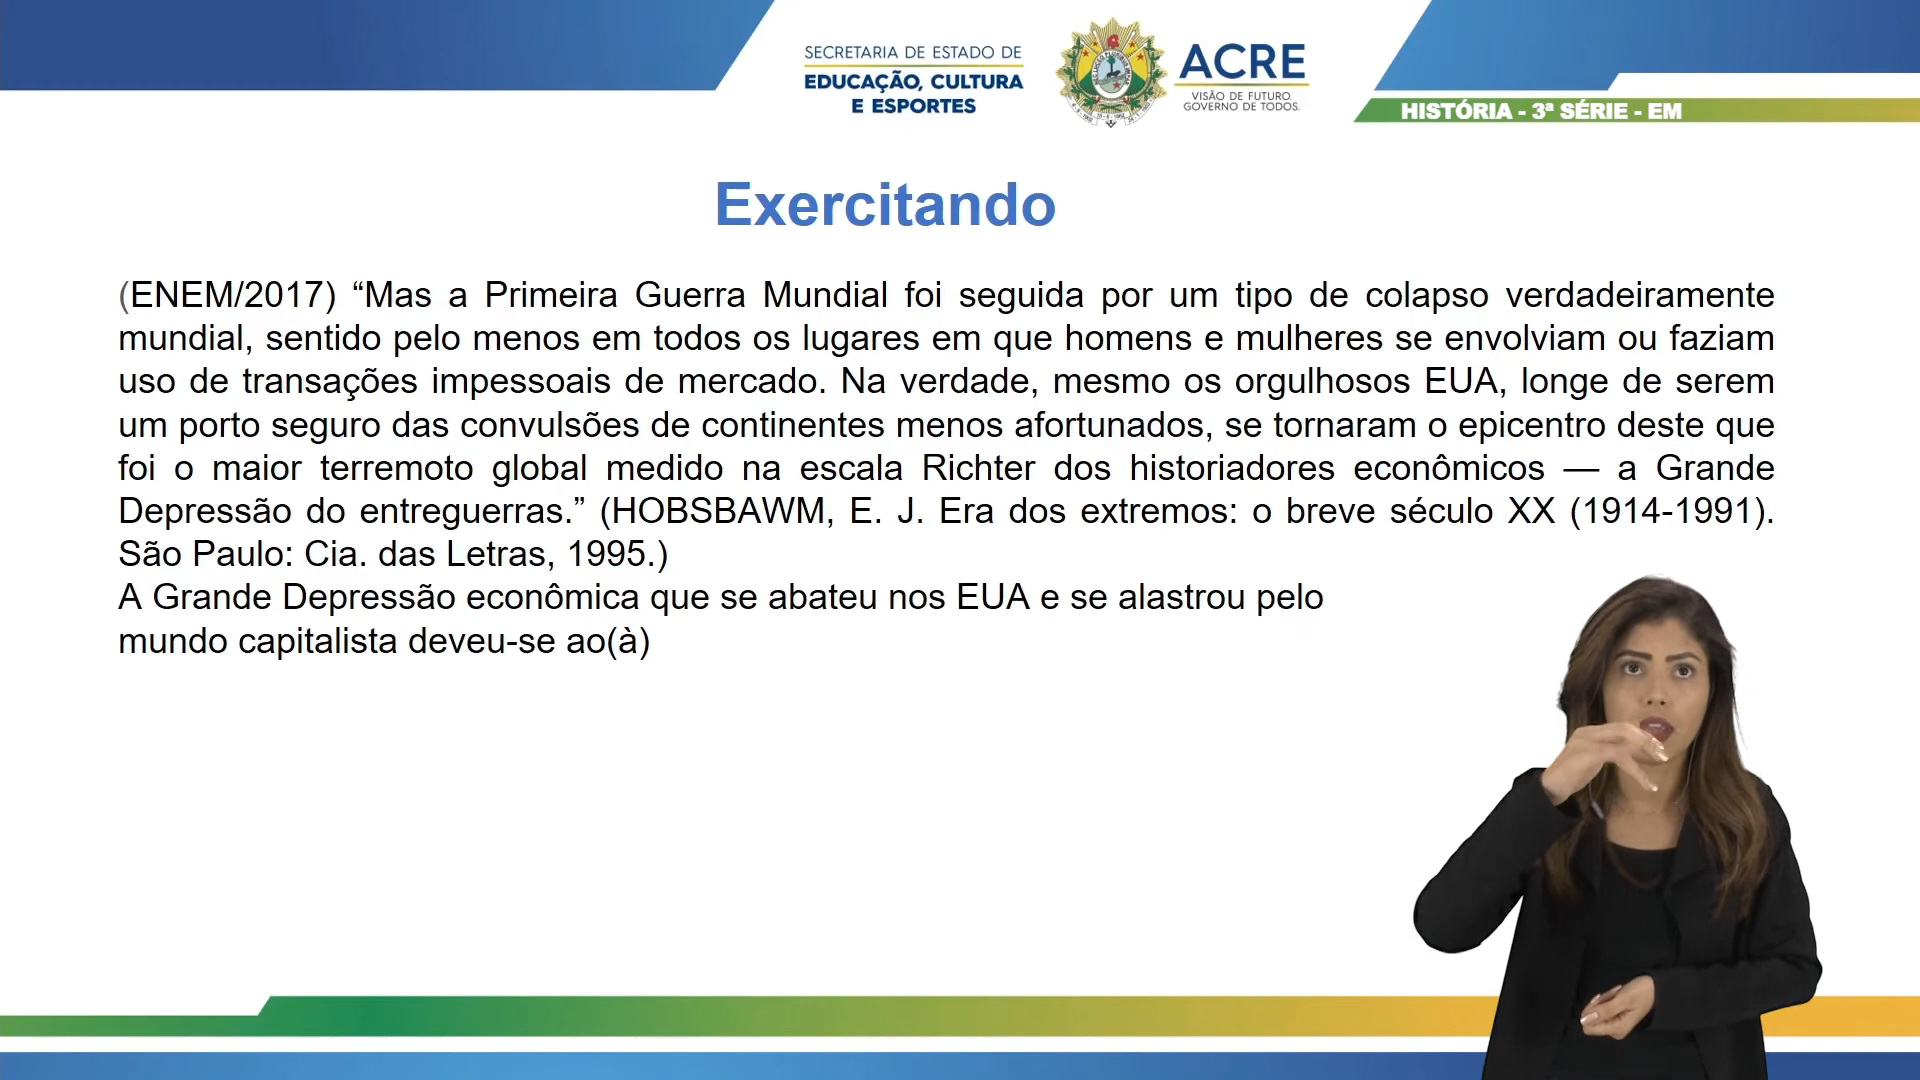 SECRETARIA DE ESTADO DE
EDUCAÇÃO, CULTURA
E ESPORTES
ACRE
VISÃO DE FUTURO.
GOVERNO DE TODOS.
HISTÓRIA - 3ª SÉRIE - EM
Exercitando
(ENEM/2017) “Mas a Primeira Guerra Mundial foi seguida por um tipo de colapso verdadeiramente
mundial, sentido pelo menos em todos os lugares em que homens e mulheres se envolviam ou faziam
uso de transações impessoais de mercado. Na verdade, mesmo os orgulhosos EUA, longe de serem
um porto seguro das convulsões de continentes menos afortunados, se tornaram o epicentro deste que
foi o maior terremoto global medido na escala Richter dos historiadores econômicos — a Grande
Depressão do entreguerras.” (HOBSBAWM, E. J. Era dos extremos: o breve século XX (1914-1991).
São Paulo: Cia. das Letras, 1995.)
A Grande Depressão econômica que se abateu nos EUA e se alastrou pelo
mundo capitalista deveu-se ao(à)